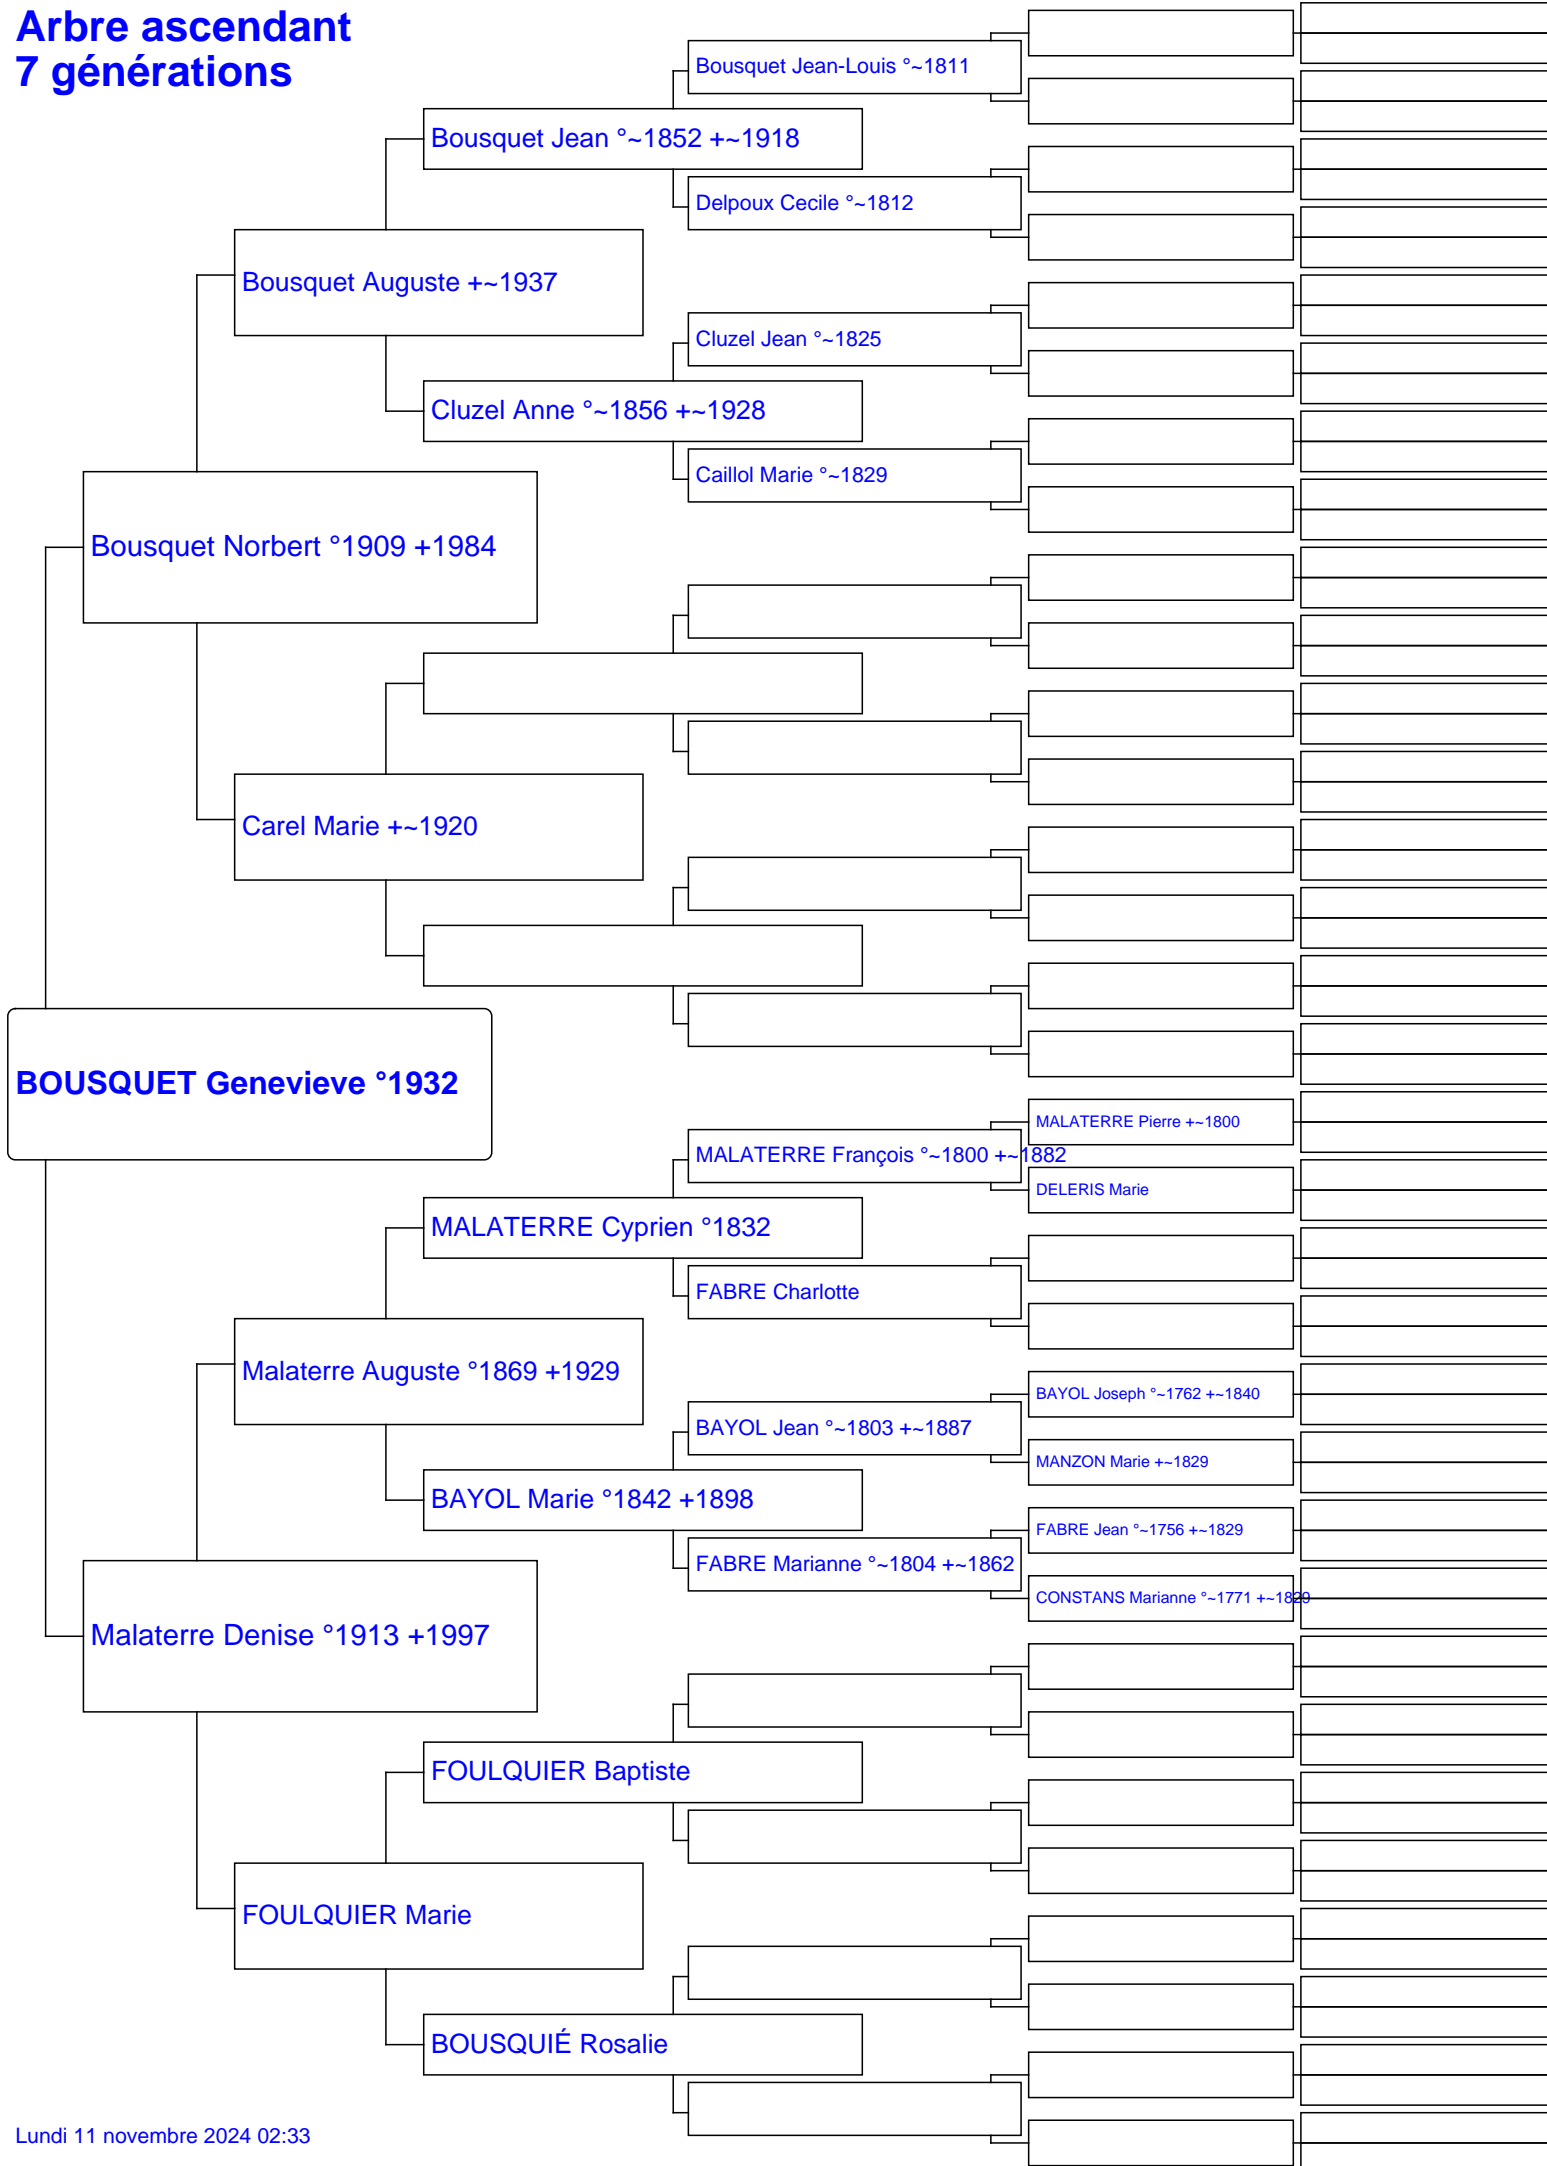 Arbre ascendant
7 générations
Bousquet Jean-Louis °~1811
Bousquet Jean °~1852 +~1918
Delpoux Cecile °~1812
Bousquet Auguste +~1937
Cluzel Jean °~1825
Cluzel Anne °~1856 +~1928
Caillol Marie °~1829
Bousquet Norbert °1909 +1984
Carel Marie +~1920
BOUSQUET Genevieve °1932
MALATERRE Pierre +~1800
MALATERRE François °~1800 +~1882
DELERIS Marie
MALATERRE Cyprien °1832
FABRE Charlotte
Malaterre Auguste °1869 +1929
BAYOL Joseph °~1762 +~1840
BAYOL Jean °~1803 +~1887
MANZON Marie +~1829
BAYOL Marie °1842 +1898
FABRE Jean °~1756 +~1829
FABRE Marianne °~1804 +~1862
CONSTANS Marianne °~1771 +~1829
Malaterre Denise °1913 +1997
FOULQUIER Baptiste
FOULQUIER Marie
BOUSQUIÉ Rosalie
Lundi 11 novembre 2024 02:33